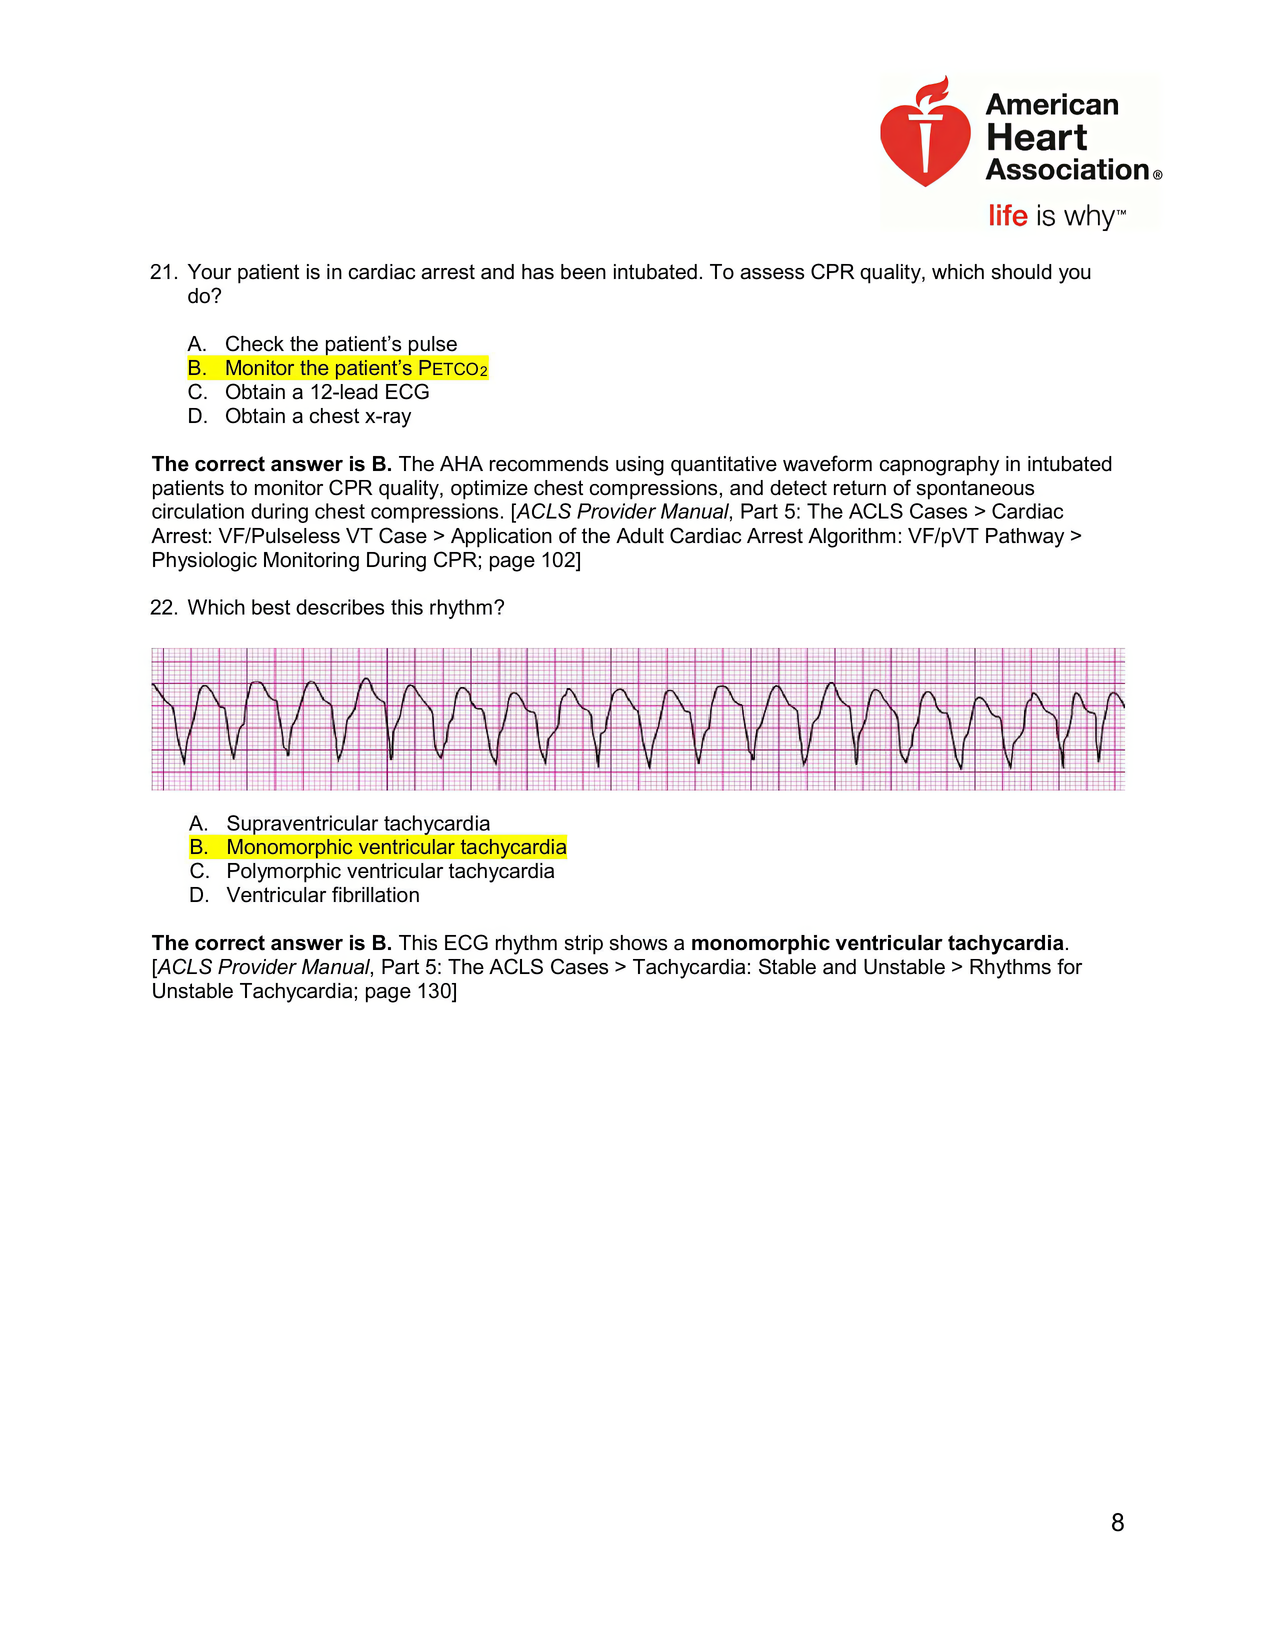 American
Heart
Association®
life is why™
21. Your patient is in cardiac arrest and has been intubated. To assess CPR quality, which should you
do?
A. Check the patient’s pulse
B. Monitor the patient’s PETCO2
C. Obtain a 12-lead ECG
D. Obtain a chest x-ray
The correct answer is B. The AHA recommends using quantitative waveform capnography in intubated
patients to monitor CPR quality, optimize chest compressions, and detect return of spontaneous
circulation during chest compressions. [ACLS Provider Manual, Part 5: The ACLS Cases > Cardiac
Arrest: VF/Pulseless VT Case > Application of the Adult Cardiac Arrest Algorithm: VF/pVT Pathway >
Physiologic Monitoring During CPR; page 102]
22. Which best describes this rhythm?
A. Supraventricular tachycardia
B. Monomorphic ventricular tachycardia
C. Polymorphic ventricular tachycardia
D. Ventricular fibrillation
The correct answer is B. This ECG rhythm strip shows a monomorphic ventricular tachycardia.
[ACLS Provider Manual, Part 5: The ACLS Cases > Tachycardia: Stable and Unstable > Rhythms for
Unstable Tachycardia; page 130]
8